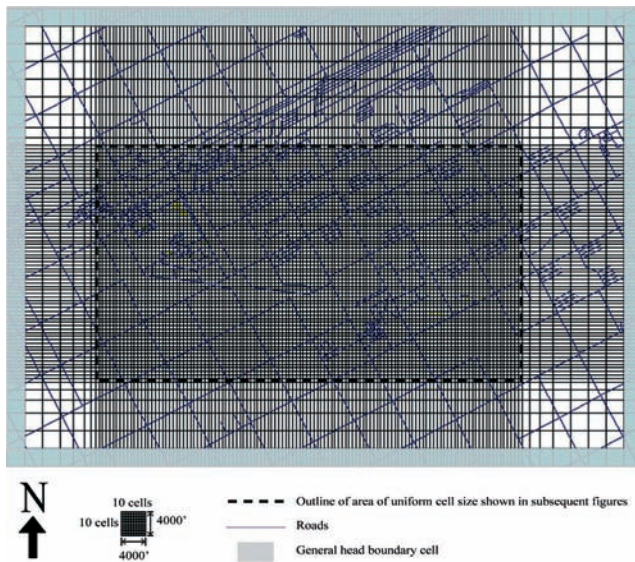 N
10 cells
10 cells
4000'
4000'
Outline of area of uniform cell size shown in subsequent figures
Roads
General head boundary cell